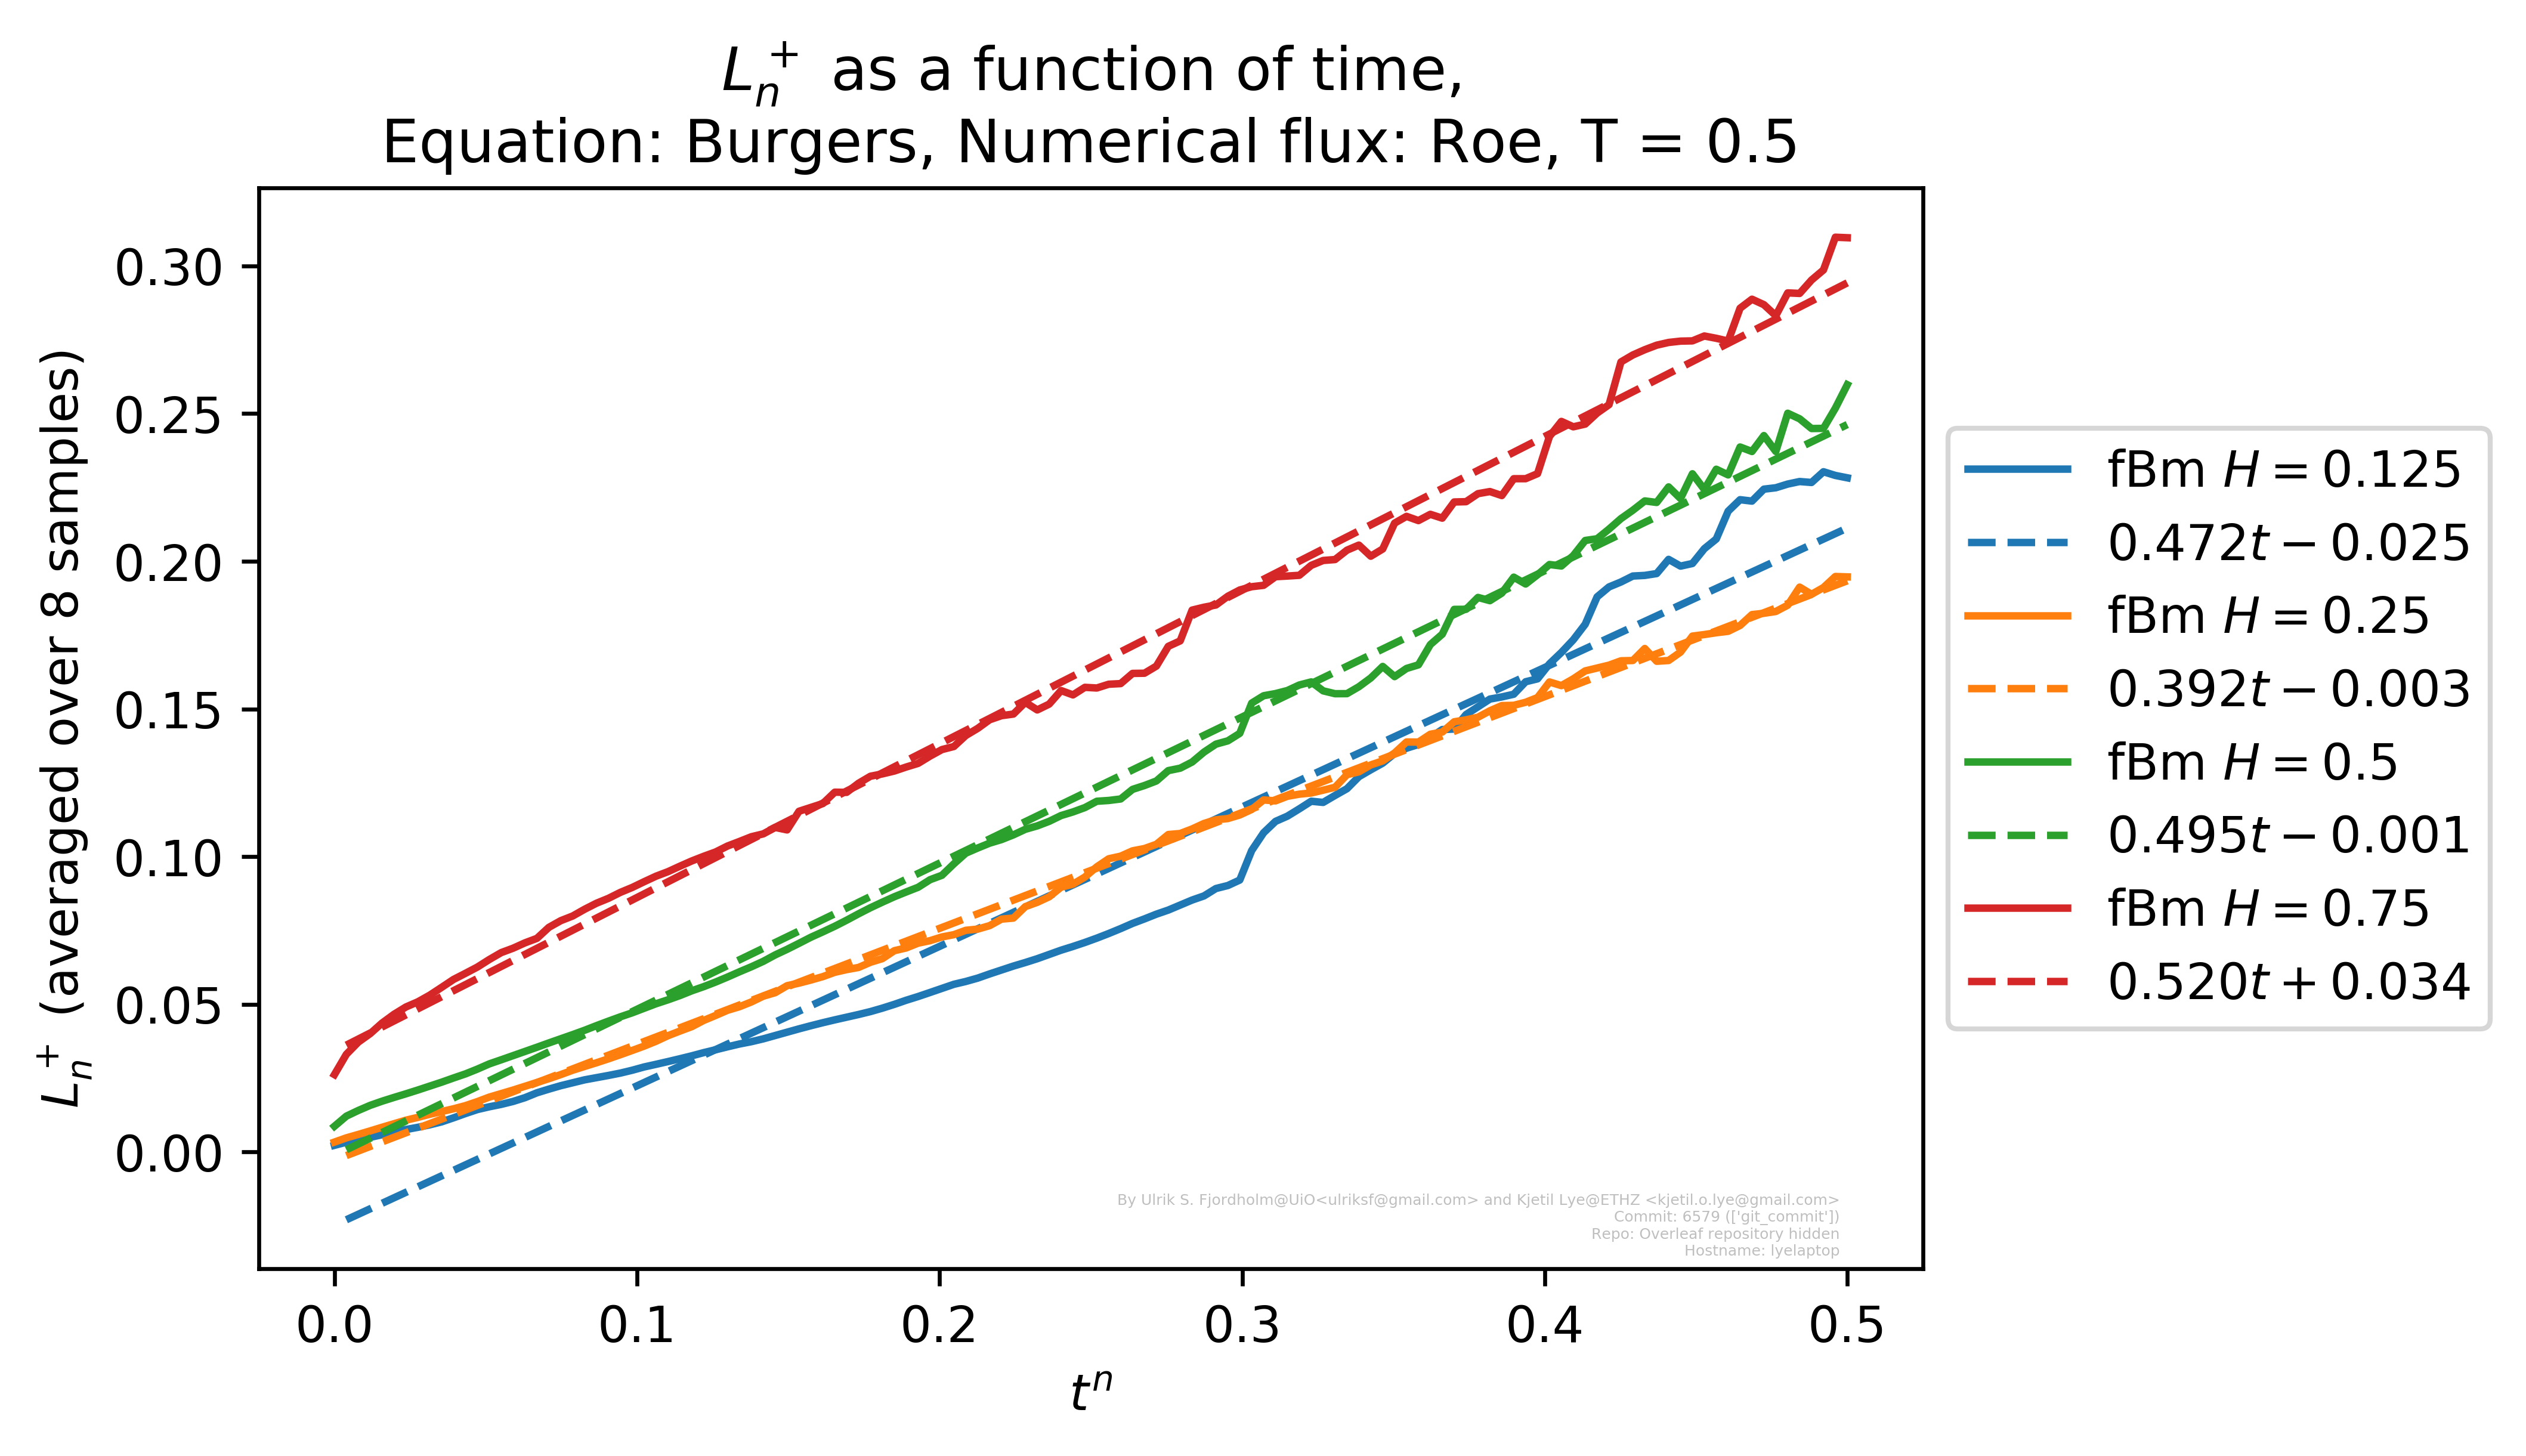 L_n^+ as a function of time,
Equation: Burgers, Numerical flux: Roe, T = 0.5
L_n^+ (averaged over 8 samples)
0.30
0.25
0.20
0.15
0.10
0.05
0.00
0.0 0.1 0.2 0.3 0.4 0.5
t^n
fBm H = 0.125
0.472t − 0.025
fBm H = 0.25
0.392t − 0.003
fBm H = 0.5
0.495t − 0.001
fBm H = 0.75
0.520t + 0.034
By Ulrik S. Fjordholm@UiO<ulriksf@gmail.com> and Kjetil Lye@ETHZ <kjetil.o.lye@gmail.com>
Commit: 6579 (['git_commit'])
Repo: Overleaf repository hidden
Hostname: lyelaptop